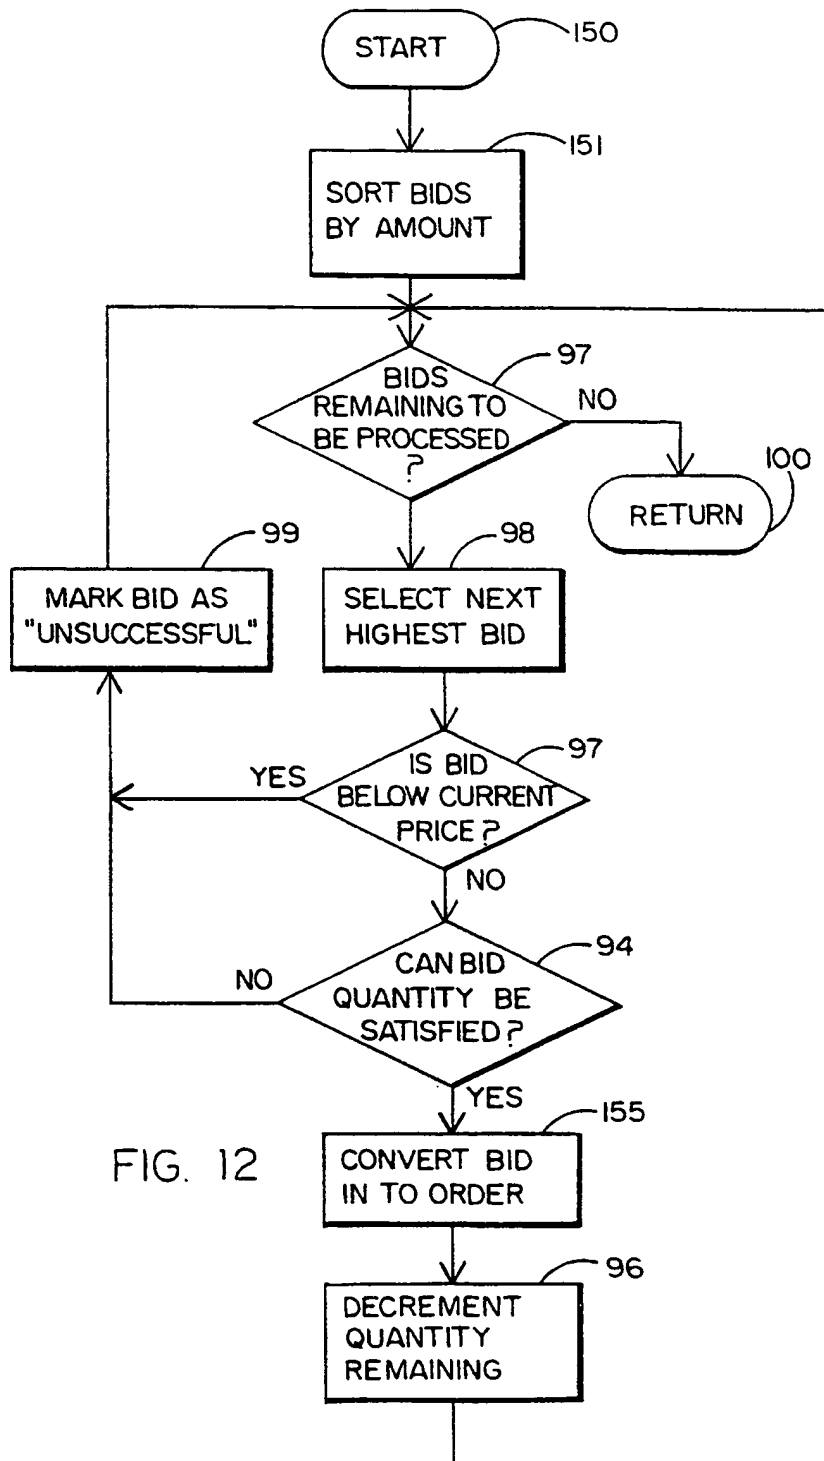 START
150
151
SORT BIDS
BY AMOUNT
97
BIDS
REMAINING TO
BE PROCESSED
?
NO
100
RETURN
99
MARK BID AS
"UNSUCCESSFUL"
98
SELECT NEXT
HIGHEST BID
97
IS BID
BELOW CURRENT
PRICE?
YES
NO
94
CAN BID
QUANTITY BE
SATISFIED?
NO
YES
155
CONVERT BID
IN TO ORDER
FIG. 12
96
DECREMENT
QUANTITY
REMAINING